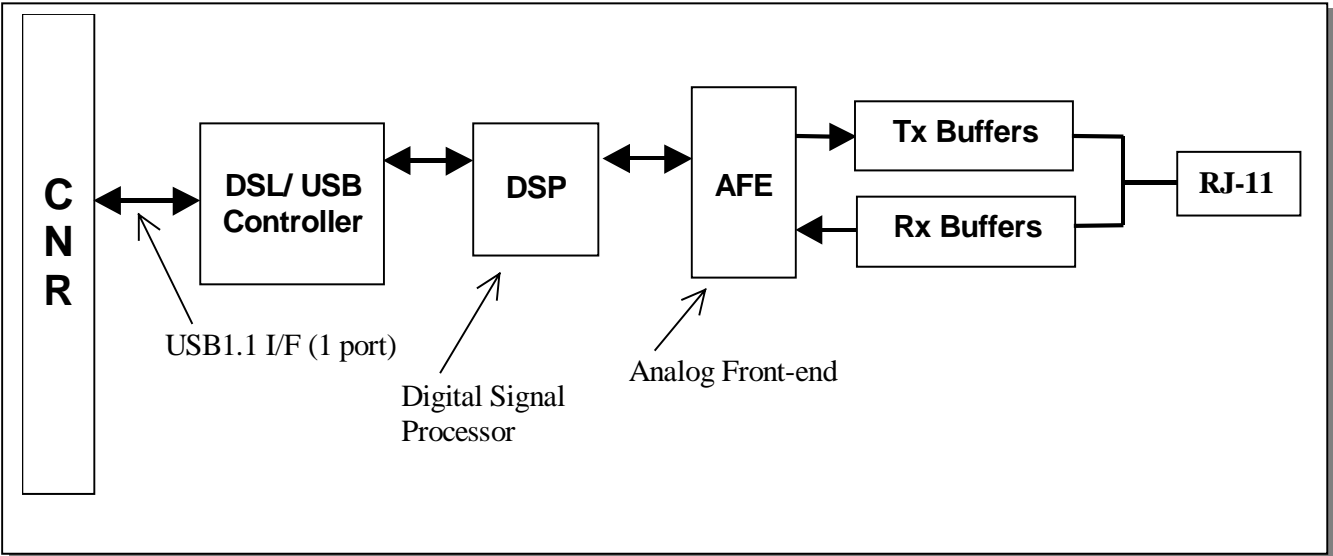 C
N
R
DSL/ USB
Controller
DSP
AFE
Tx Buffers
Rx Buffers
RJ-11
USB1.1 I/F (1 port)
Digital Signal
Processor
Analog Front-end